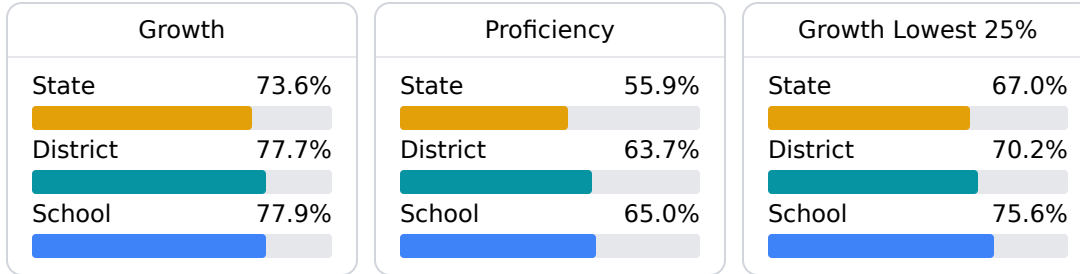 Growth
State 73.6%
District 77.7%
School 77.9%
Proficiency
State 55.9%
District 63.7%
School 65.0%
Growth Lowest 25%
State 67.0%
District 70.2%
School 75.6%